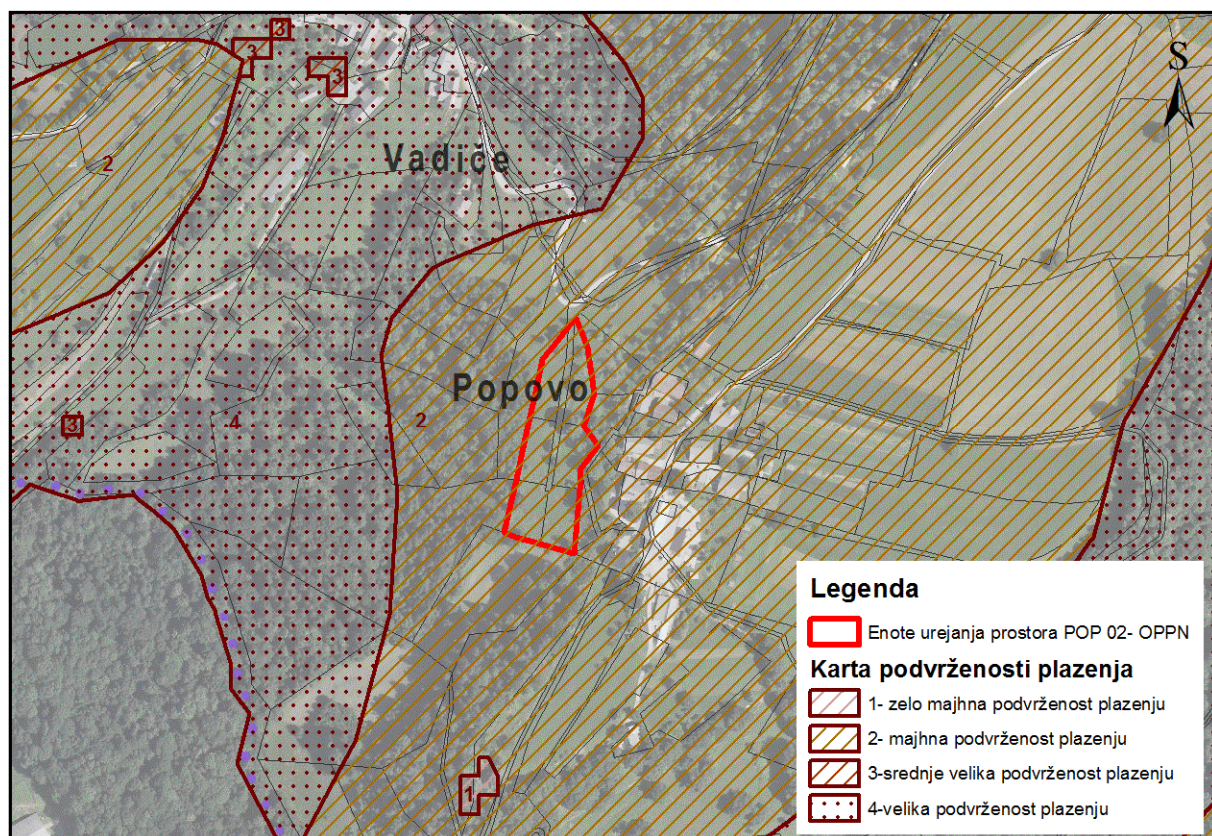 3
3
3
S
Vadiče
2
Popovo
2
4
3
1
Legenda
Enote urejanja prostora POP 02- OPPN
Karta podvrženosti plazenja
1- zelo majhna podvrženost plazenju
2- majhna podvrženost plazenju
3-srednje velika podvrženost plazenju
4-velika podvrženost plazenju